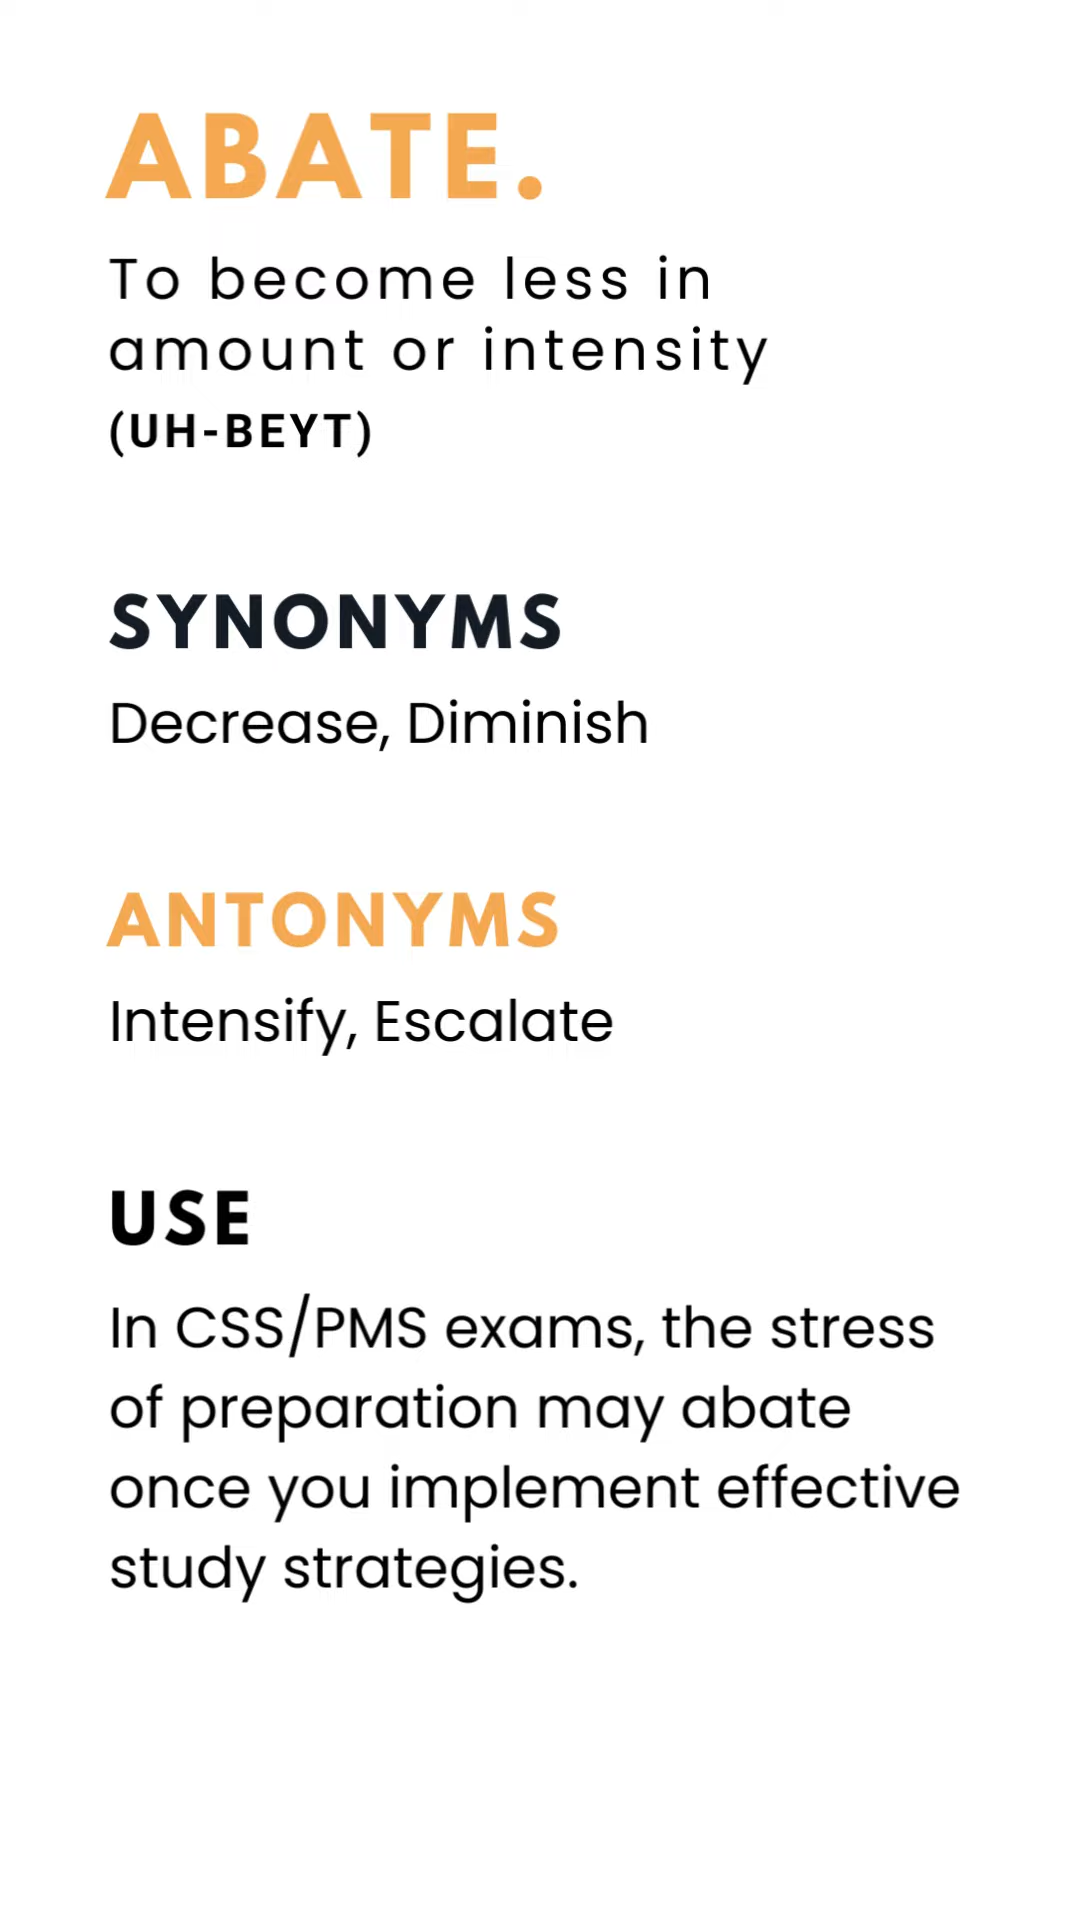 ABATE.
To become less in
amount or intensity
(UH-BEYT)
SYNONYMS
Decrease, Diminish
ANTONYMS
Intensify, Escalate
USE
In CSS/PMS exams, the stress
of preparation may abate
once you implement effective
study strategies.